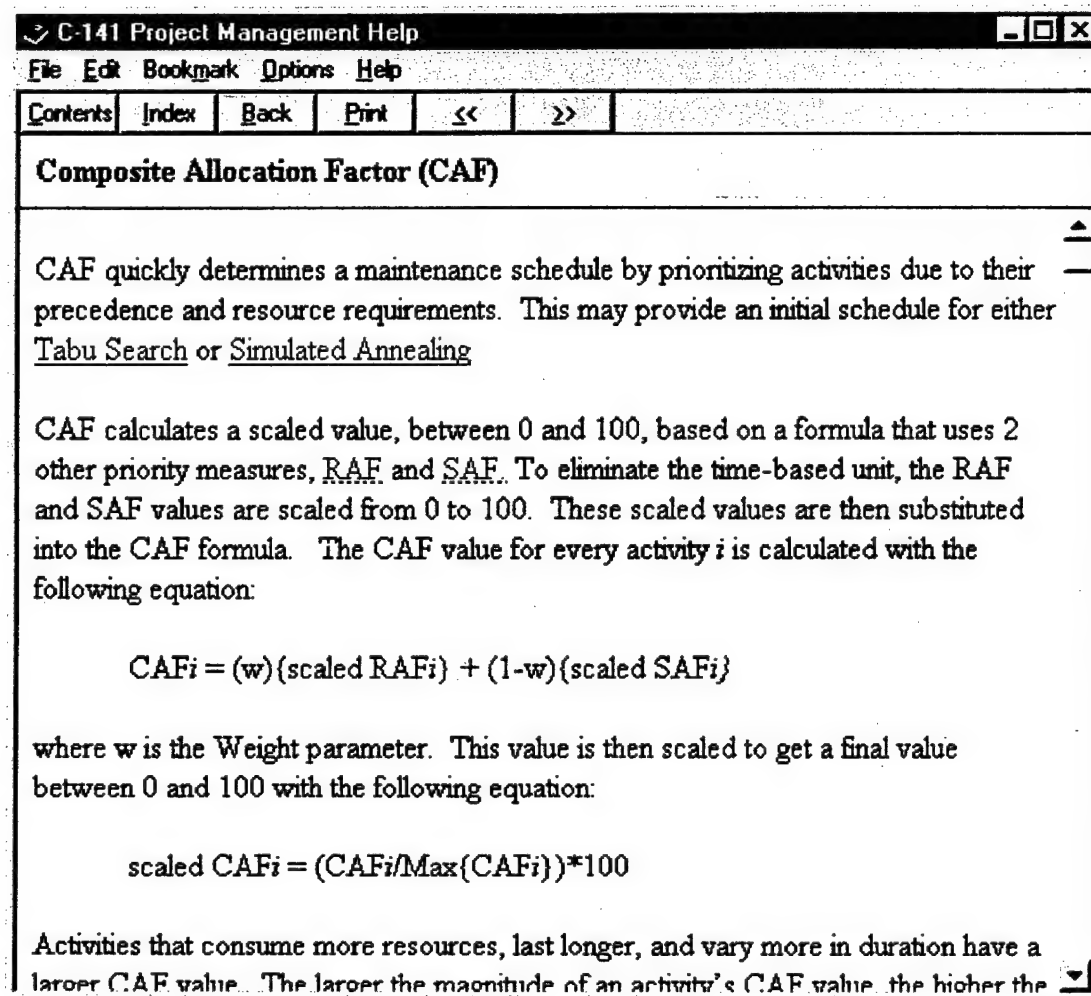 C-141 Project Management Help
File Edit Bookmark Options Help
Contents Index Back Print << >>
Composite Allocation Factor (CAF)
CAF quickly determines a maintenance schedule by prioritizing activities due to their
precedence and resource requirements. This may provide an initial schedule for either
Tabu Search or Simulated Annealing
CAF calculates a scaled value, between 0 and 100, based on a formula that uses 2
other priority measures, RAF and SAF. To eliminate the time-based unit, the RAF
and SAF values are scaled from 0 to 100. These scaled values are then substituted
into the CAF formula. The CAF value for every activity i is calculated with the
following equation:
CAFi = (w){scaled RAFi} + (1-w){scaled SAFi}
where w is the Weight parameter. This value is then scaled to get a final value
between 0 and 100 with the following equation:
scaled CAFi = (CAFi/Max{CAFi})*100
Activities that consume more resources, last longer, and vary more in duration have a
larger CAF value. The larger the magnitude of an activity's CAF value, the higher the